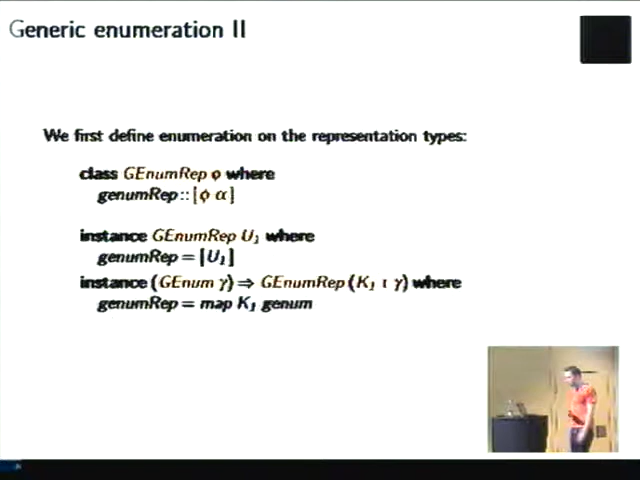 Generic enumeration II
We first define enumeration on the representation types:
class GEnumRep φ where
genumRep :: [φ α]
instance GEnumRep U₁ where
genumRep = [U₁]
instance (GEnum γ) ⇒ GEnumRep (K₁ ι γ) where
genumRep = map K₁ genum